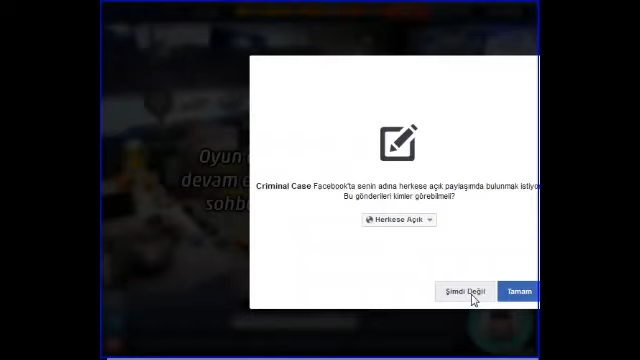 Oyun
devam e
sohb
Criminal Case Facebook'ta senin adına herkese açık paylaşımda bulunmak istiyor
Bu gönderileri kimler görebilmeli?
Herkese Açık
Şimdi Değil
Tamam